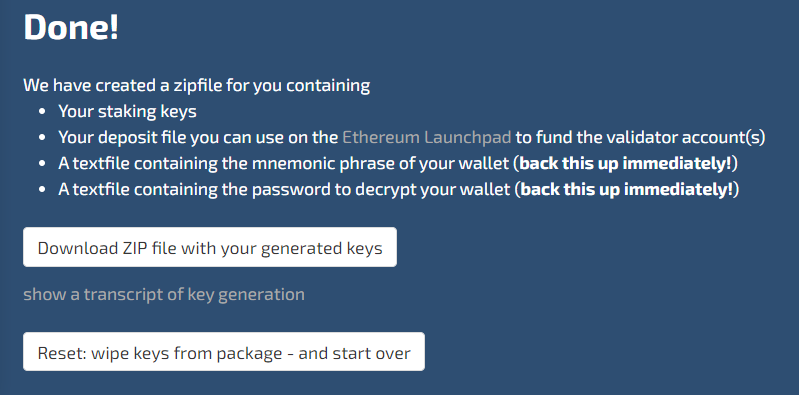 Done!
We have created a zipfile for you containing
• Your staking keys
• Your deposit file you can use on the Ethereum Launchpad to fund the validator account(s)
• A textfile containing the mnemonic phrase of your wallet (back this up immediately!)
• A textfile containing the password to decrypt your wallet (back this up immediately!)
Download ZIP file with your generated keys
show a transcript of key generation
Reset: wipe keys from package - and start over